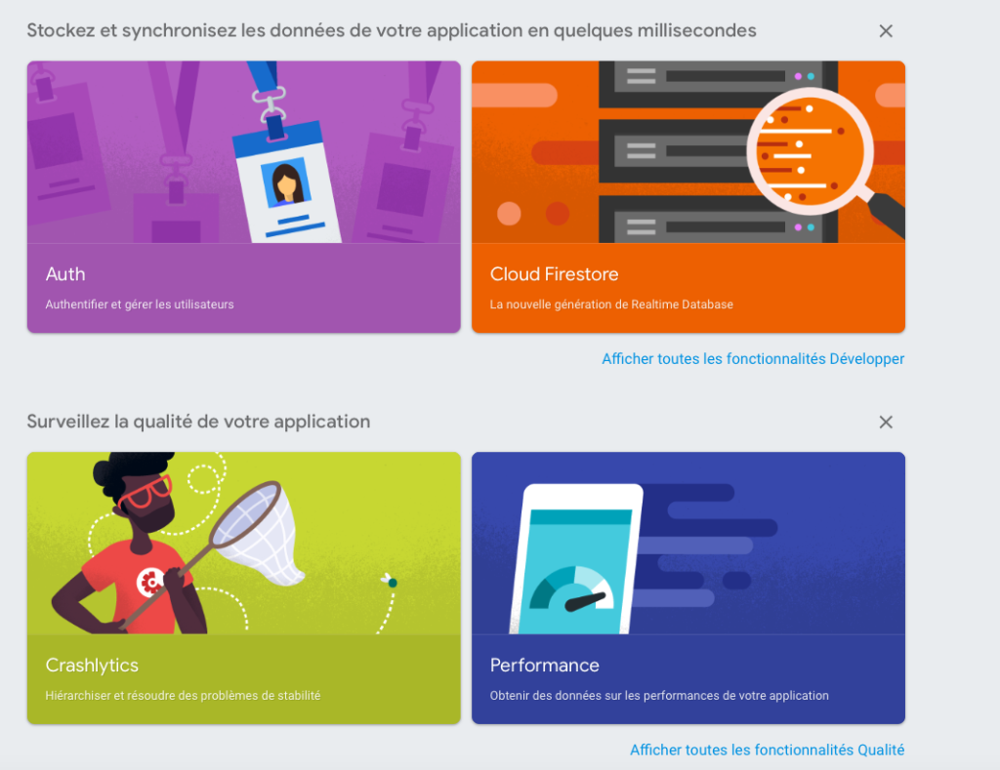 Stockez et synchronisez les données de votre application en quelques millisecondes
Auth
Authentifier et gérer les utilisateurs
Cloud Firestore
La nouvelle génération de Realtime Database
Afficher toutes les fonctionnalités Développer
Surveillez la qualité de votre application
Crashlytics
Hiérarchiser et résoudre des problèmes de stabilité
Performance
Obtenir des données sur les performances de votre application
Afficher toutes les fonctionnalités Qualité